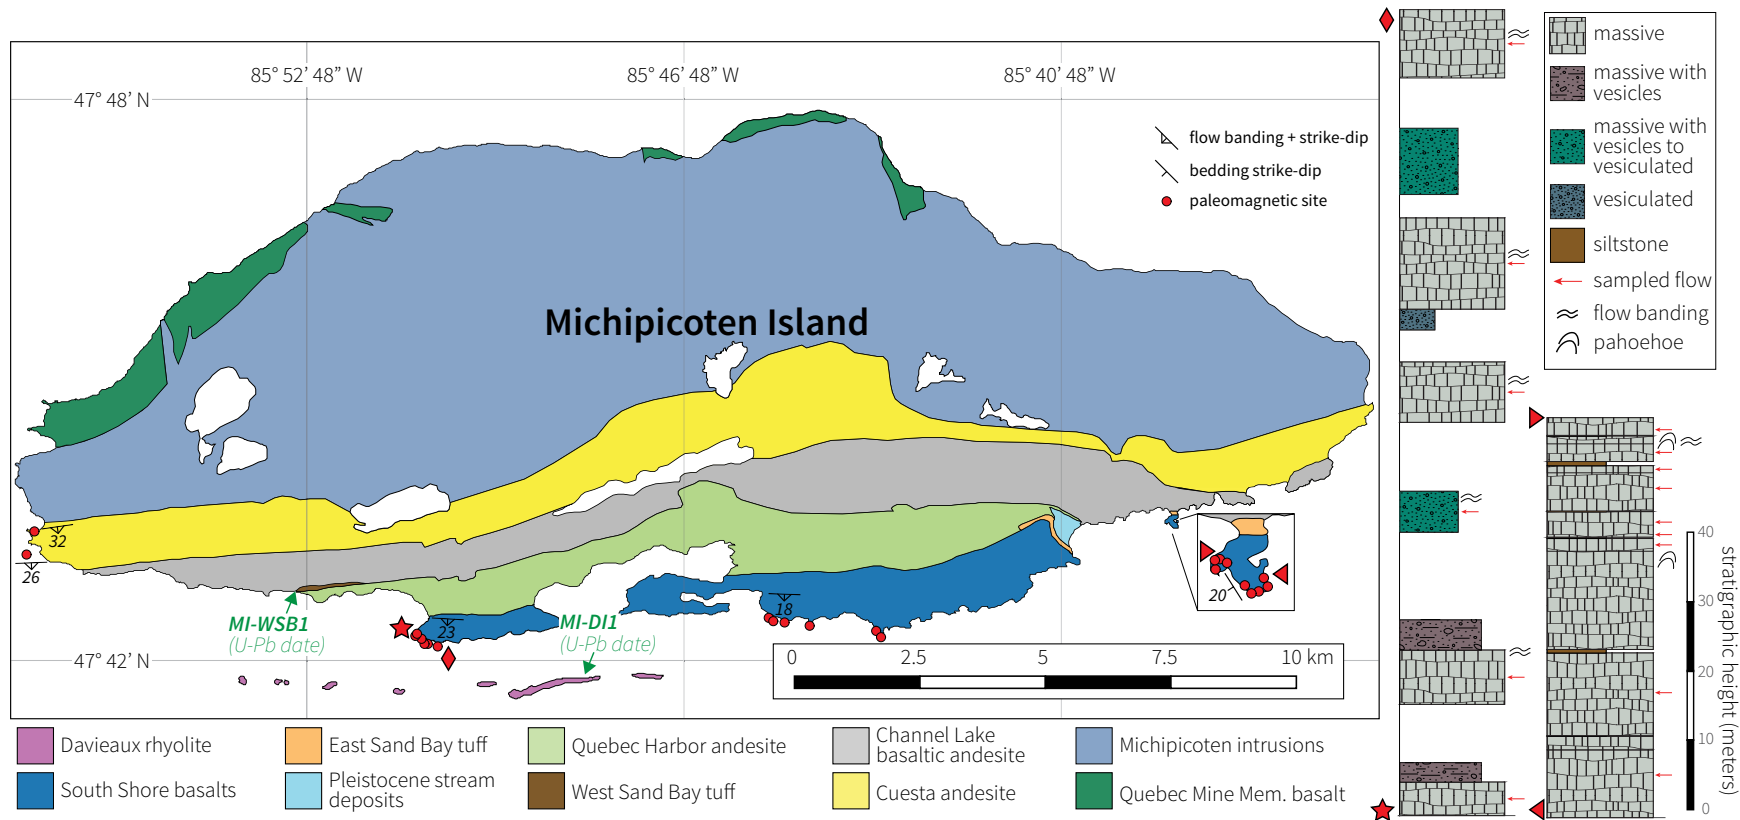 85° 52’ 48” W
85° 46’ 48” W
85° 40’ 48” W
47° 48’ N
flow banding + strike-dip
bedding strike-dip
paleomagnetic site
Michipicoten Island
32
26
MI-WSB1
(U-Pb date)
23
MI-DI1
(U-Pb date)
18
20
47° 42’ N
0 2.5 5 7.5 10 km
Davieaux rhyolite
South Shore basalts
East Sand Bay tuff
Pleistocene stream
deposits
Quebec Harbor andesite
West Sand Bay tuff
Channel Lake
basaltic andesite
Cuesta andesite
Michipicoten intrusions
Quebec Mine Mem. basalt
massive
massive with
vesicles
massive with
vesicles to
vesiculated
vesiculated
siltstone
sampled flow
flow banding
pahoehoe
40
30
20
10
0
stratigraphic height (meters)